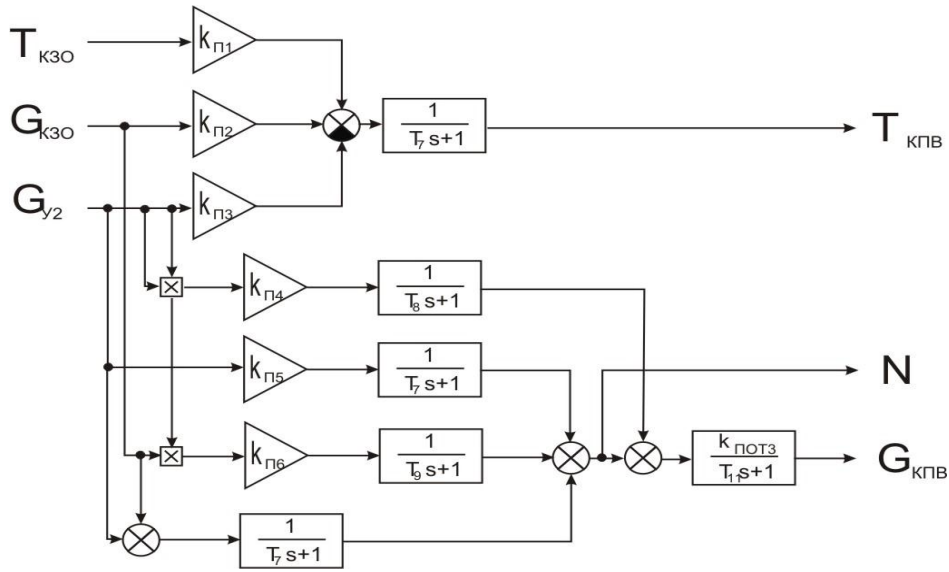 T КЗО
k П1
G КЗО
k П2
1
T7 s+1
T КПВ
G У2
k П3
k П4
1
T8 s+1
k П5
1
T7 s+1
N
k П6
1
T9 s+1
k ПОТ3
T11 s+1
G КПВ
1
T7 s+1